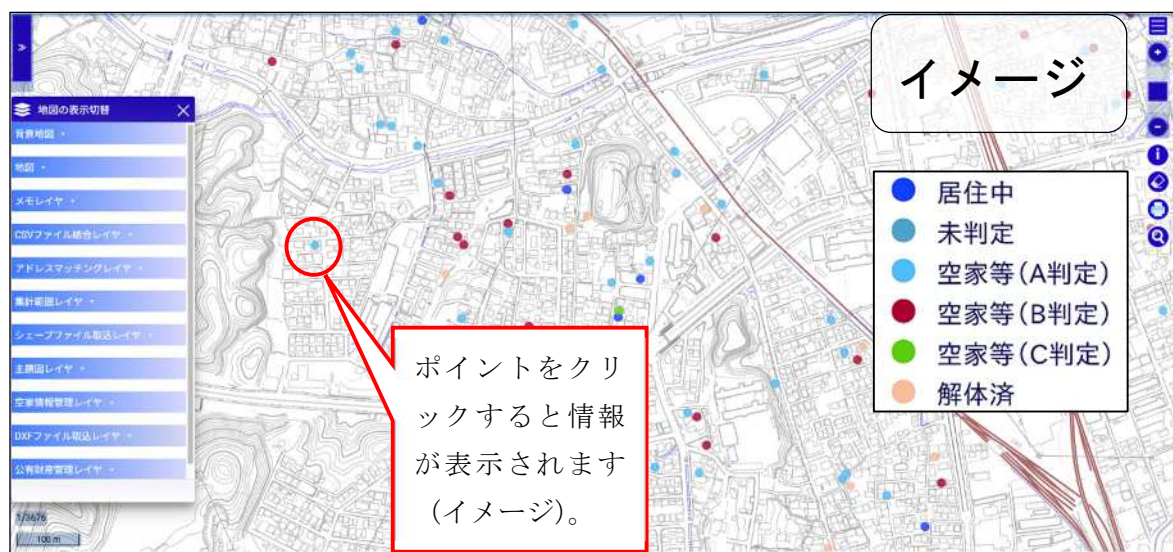 イメージ
地図の表示切替
背景地図
地図
メモレイヤ
CSVファイル結合レイヤ
アドレスマッチングレイヤ
集計範囲レイヤ
シェープファイル取込レイヤ
主題図レイヤ
空家情報管理レイヤ
DXFファイル取込レイヤ
公有財産管理レイヤ
1/3676
100 m
居住中
未判定
空家等(A判定)
空家等(B判定)
空家等(C判定)
解体済
ポイントをクリ
ックすると情報
が表示されます
(イメージ)。